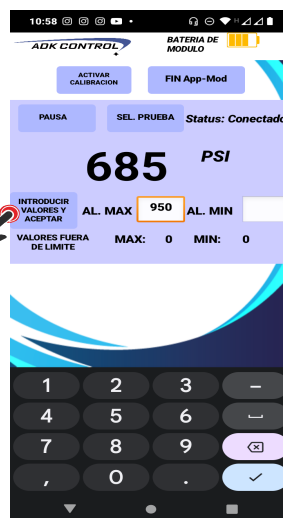 10:58 H
ADK CONTROL
BATERIA DE
MODULO
ACTIVAR
CALIBRACION
FIN App-Mod
PAUSA
SEL. PRUEBA
Status: Conectado
685 PSI
INTRODUCIR
VALORES Y
ACEPTAR
AL. MAX 950 AL. MIN
VALORES FUERA
DE LIMITE
MAX: 0 MIN: 0
1 2 3 –
4 5 6
7 8 9
, 0 .